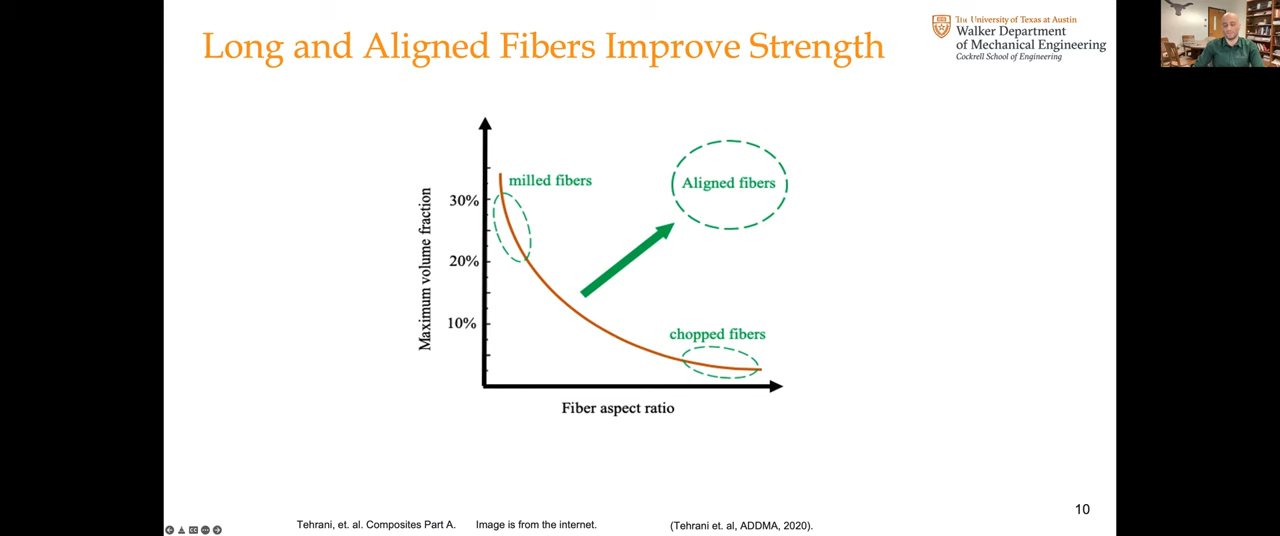 Long and Aligned Fibers Improve Strength
The University of Texas at Austin
Walker Department
of Mechanical Engineering
Cockrell School of Engineering
milled fibers
Aligned fibers
Maximum volume fraction
30%
20%
10%
chopped fibers
Fiber aspect ratio
10
Tehrani, et. al. Composites Part A. Image is from the internet. (Tehrani et. al, ADDMA, 2020).